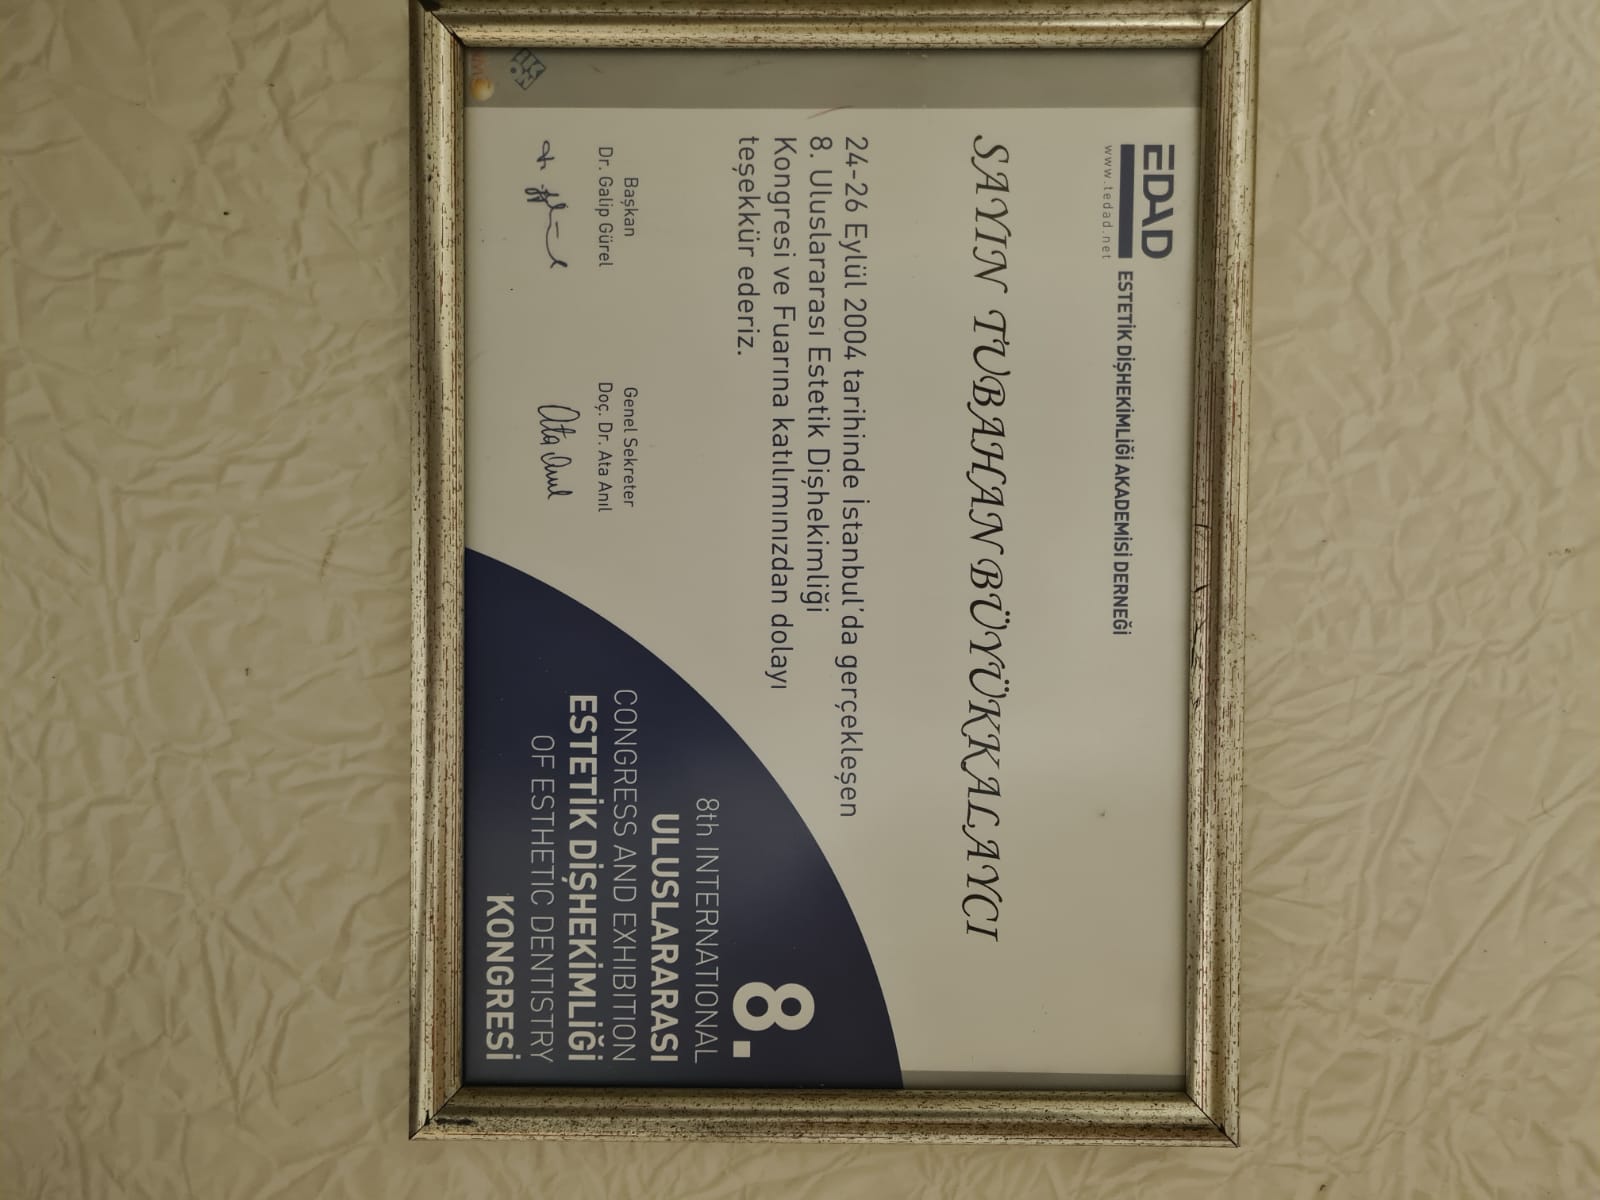 EDAD
www.tedad.net
ESTETİK DİŞHEKİMLİĞİ AKADEMİSİ DERNEĞİ
SAYIN TUBAHAN BÜYÜKKALAYCI
24-26 Eylül 2004 tarihinde İstanbul'da gerçekleşen
8. Uluslararası Estetik Dişhekimliği
Kongresi ve Fuarına katılımınızdan dolayı
teşekkür ederiz.
Başkan
Dr. Galip Gürel
Genel Sekreter
Doç. Dr. Ata Anıl
Ata Anıl
8.
8th INTERNATIONAL
ULUSLARARASI
CONGRESS AND EXHIBITION
ESTETİK DİŞHEKİMLİĞİ
OF ESTHETIC DENTISTRY
KONGRESİ